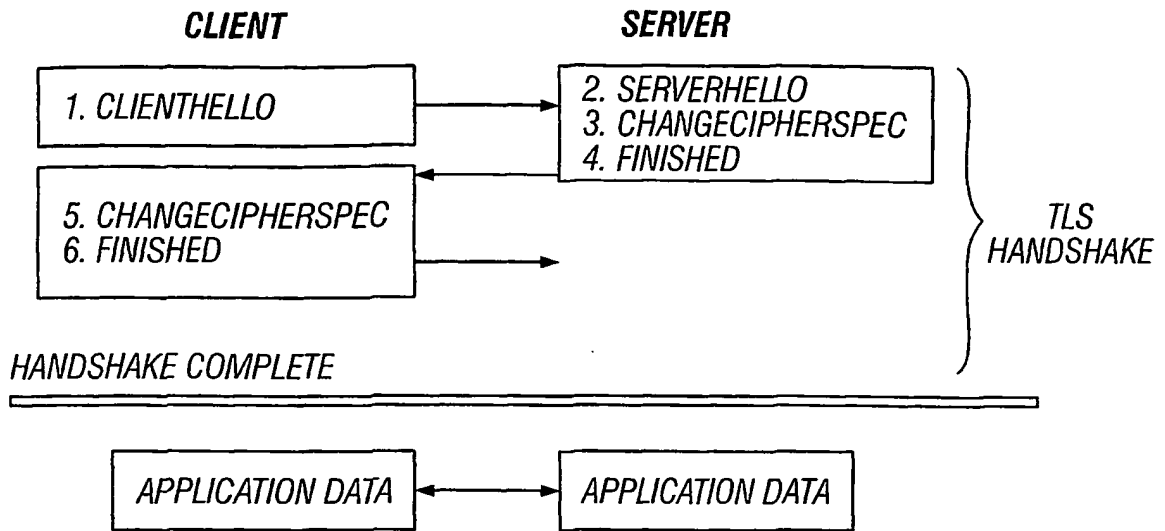 CLIENT
SERVER
1. CLIENTHELLO
2. SERVERHELLO
3. CHANGECIPHERSPEC
4. FINISHED
5. CHANGECIPHERSPEC
6. FINISHED
TLS
HANDSHAKE
HANDSHAKE COMPLETE
APPLICATION DATA
APPLICATION DATA